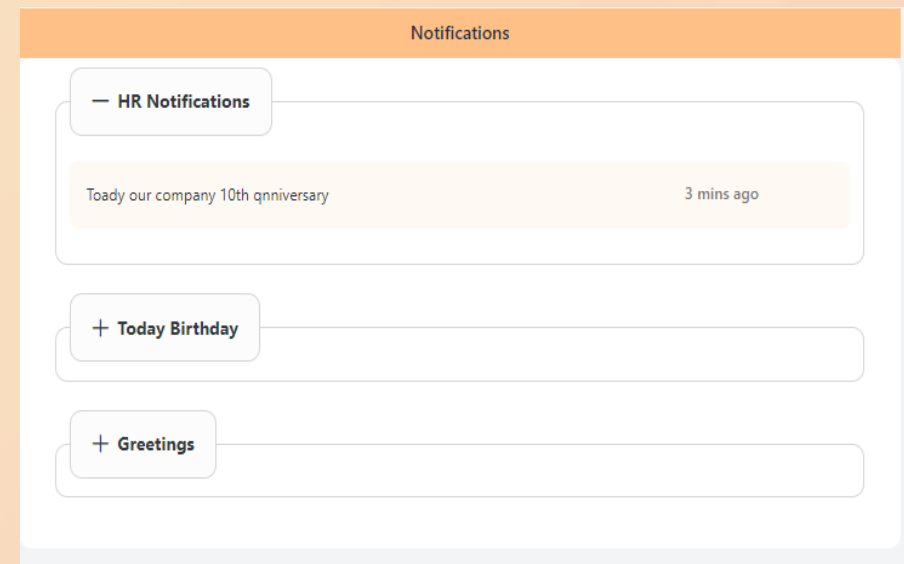 Notifications
HR Notifications
Toady our company 10th qnniversary 3 mins ago
Today Birthday
Greetings